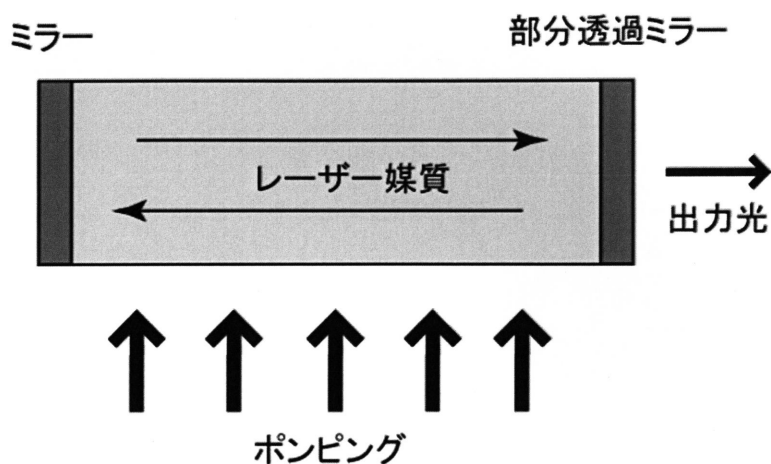 ミラー
部分透過ミラー
レーザー媒質
出力光
ポンピング